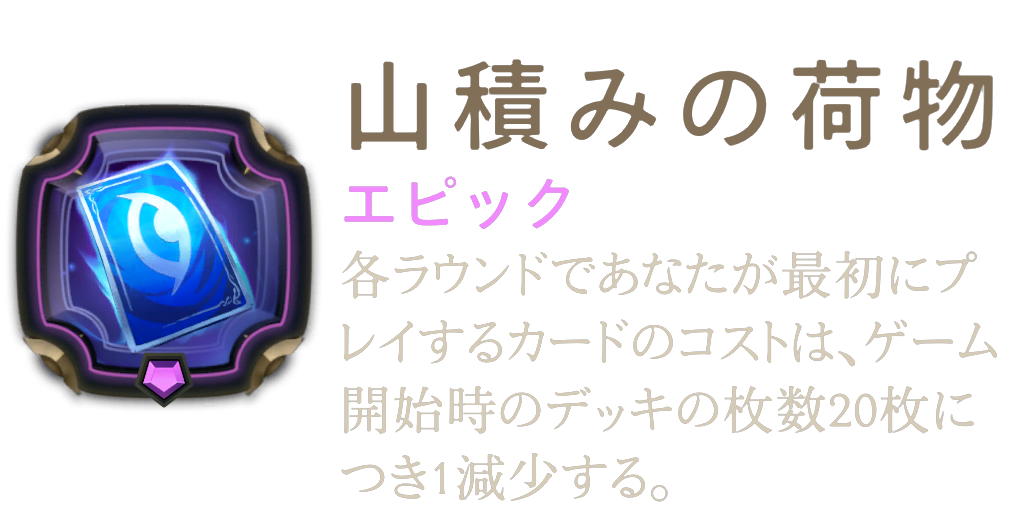 山積みの荷物
エピック
各ラウンドであなたが最初にプ
レイするカードのコストは、ゲーム
開始時のデッキの枚数20枚に
つき1減少する。